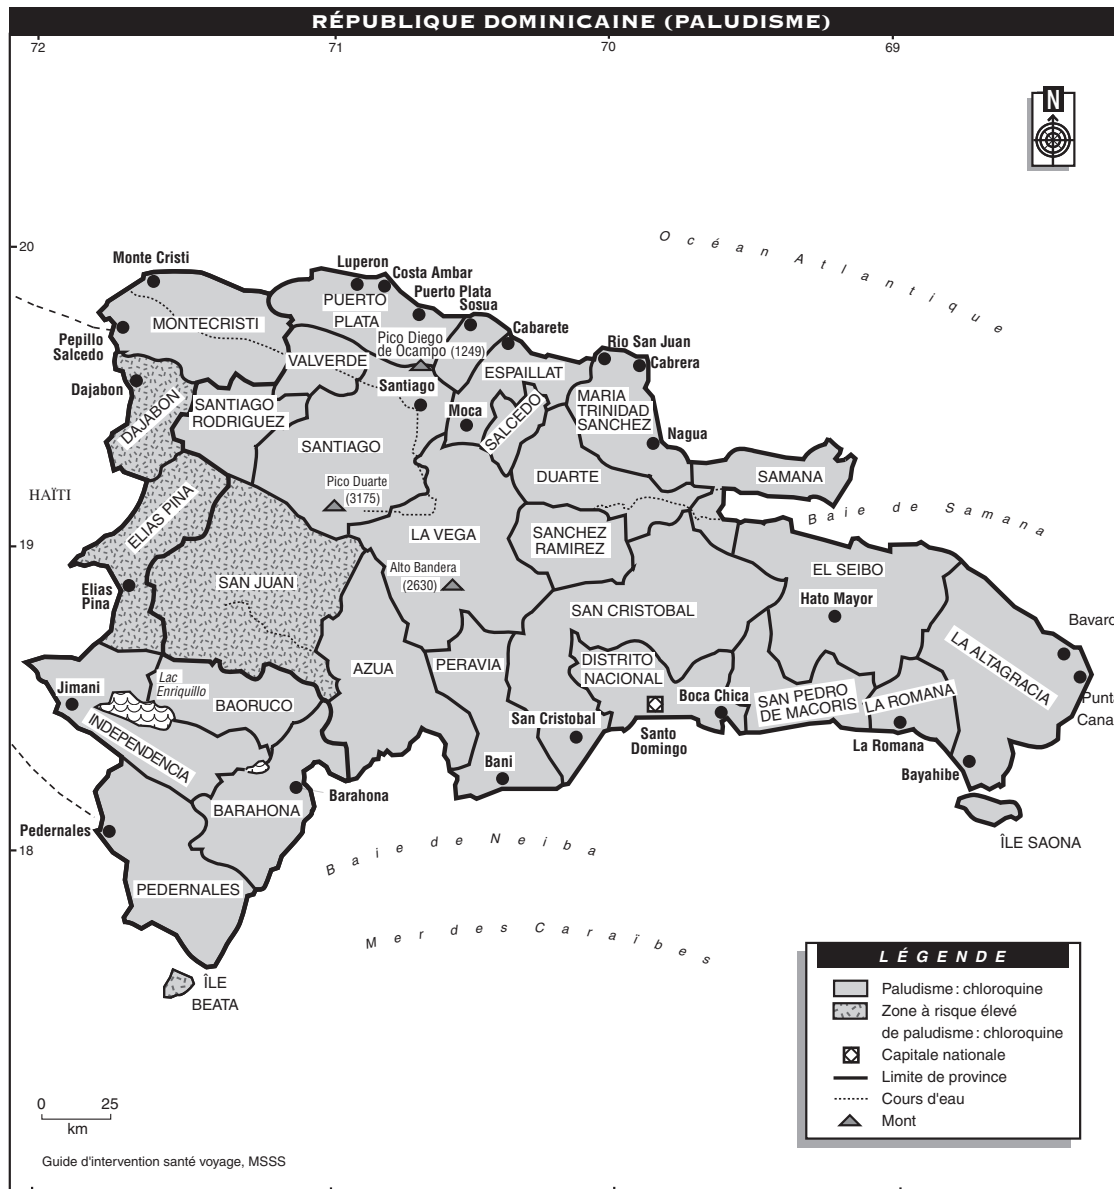 RÉPUBLIQUE DOMINICAINE (PALUDISME)
72
71
70
69
N
20
Océan Atlantique
Monte Cristi
Luperon
Costa Ambar
Puerto Plata
Sosua
PUERTO
PLATA
MONTECRISTI
Pepillo
Salcedo
Cabarete
Pico Diego
de Ocampo (1249)
Rio San Juan
Cabrera
VALVERDE
ESPAILLAT
Dajabon
Santiago
DAJABON
SANTIAGO
RODRIGUEZ
Moca
SALCEDO
MARIA
TRINIDAD
SANCHEZ
Nagua
SANTIAGO
DUARTE
SAMANA
HAÏTI
Pico Duarte
(3175)
ELIAS PINA
Baie de Samana
19
LA VEGA
SANCHEZ
RAMIREZ
Alto Bandera
(2630)
EL SEIBO
SAN JUAN
Elias
Pina
Hato Mayor
SAN CRISTOBAL
Bavaro
LA ALTAGRACIA
AZUA
PERAVIA
DISTRITO
NACIONAL
Lac
Enriquillo
Jimani
Boca Chica
SAN PEDRO
DE MACORIS
LA ROMANA
Cana
BAORUCO
San Cristobal
INDEPENDENCIA
Santo
Domingo
La Romana
Bani
Bayahibe
Barahona
BARAHONA
Pedernales
18
Baie de Neiba
ÎLE SAONA
PEDERNALES
Mer des Caraïbes
ÎLE
BEATA
LÉGENDE
Paludisme : chloroquine
Zone à risque élevé
de paludisme : chloroquine
Capitale nationale
Limite de province
Cours d'eau
Mont
0 25
km
Guide d'intervention santé voyage, MSSS